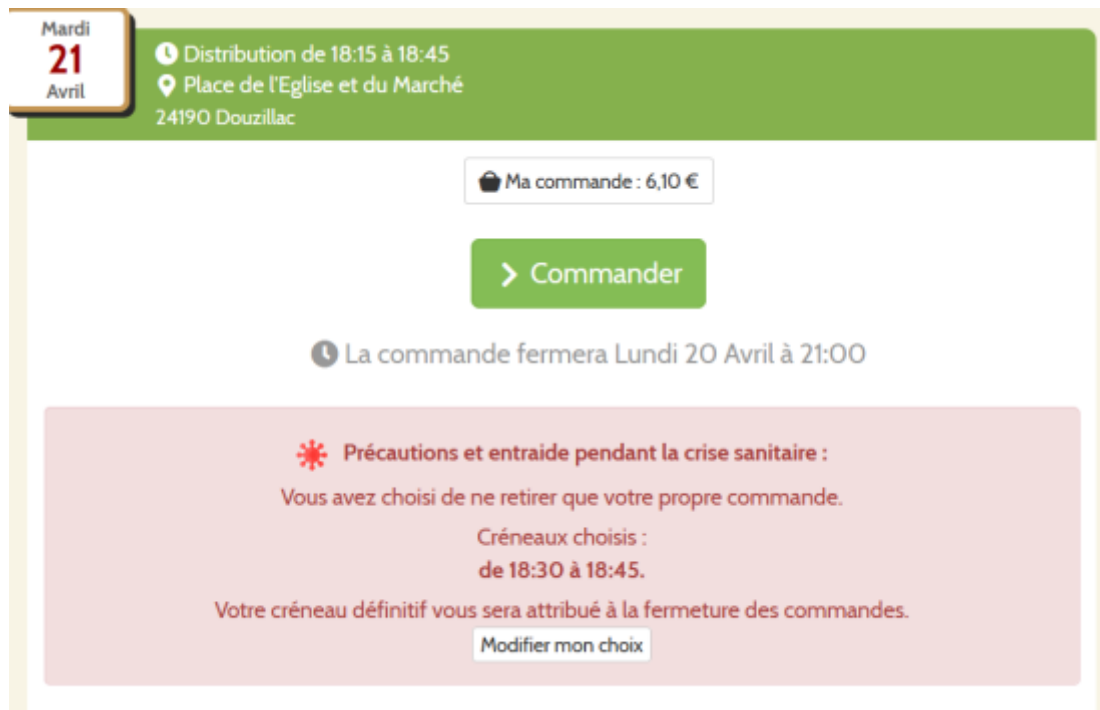 Mardi
21
Avril
Distribution de 18:15 à 18:45
Place de l'Eglise et du Marché
24190 Douzillac
Ma commande : 6,10 €
Commander
La commande fermera Lundi 20 Avril à 21:00
Précautions et entraide pendant la crise sanitaire :
Vous avez choisi de ne retirer que votre propre commande.
Créneaux choisis :
de 18:30 à 18:45.
Votre créneau définitif vous sera attribué à la fermeture des commandes.
Modifier mon choix